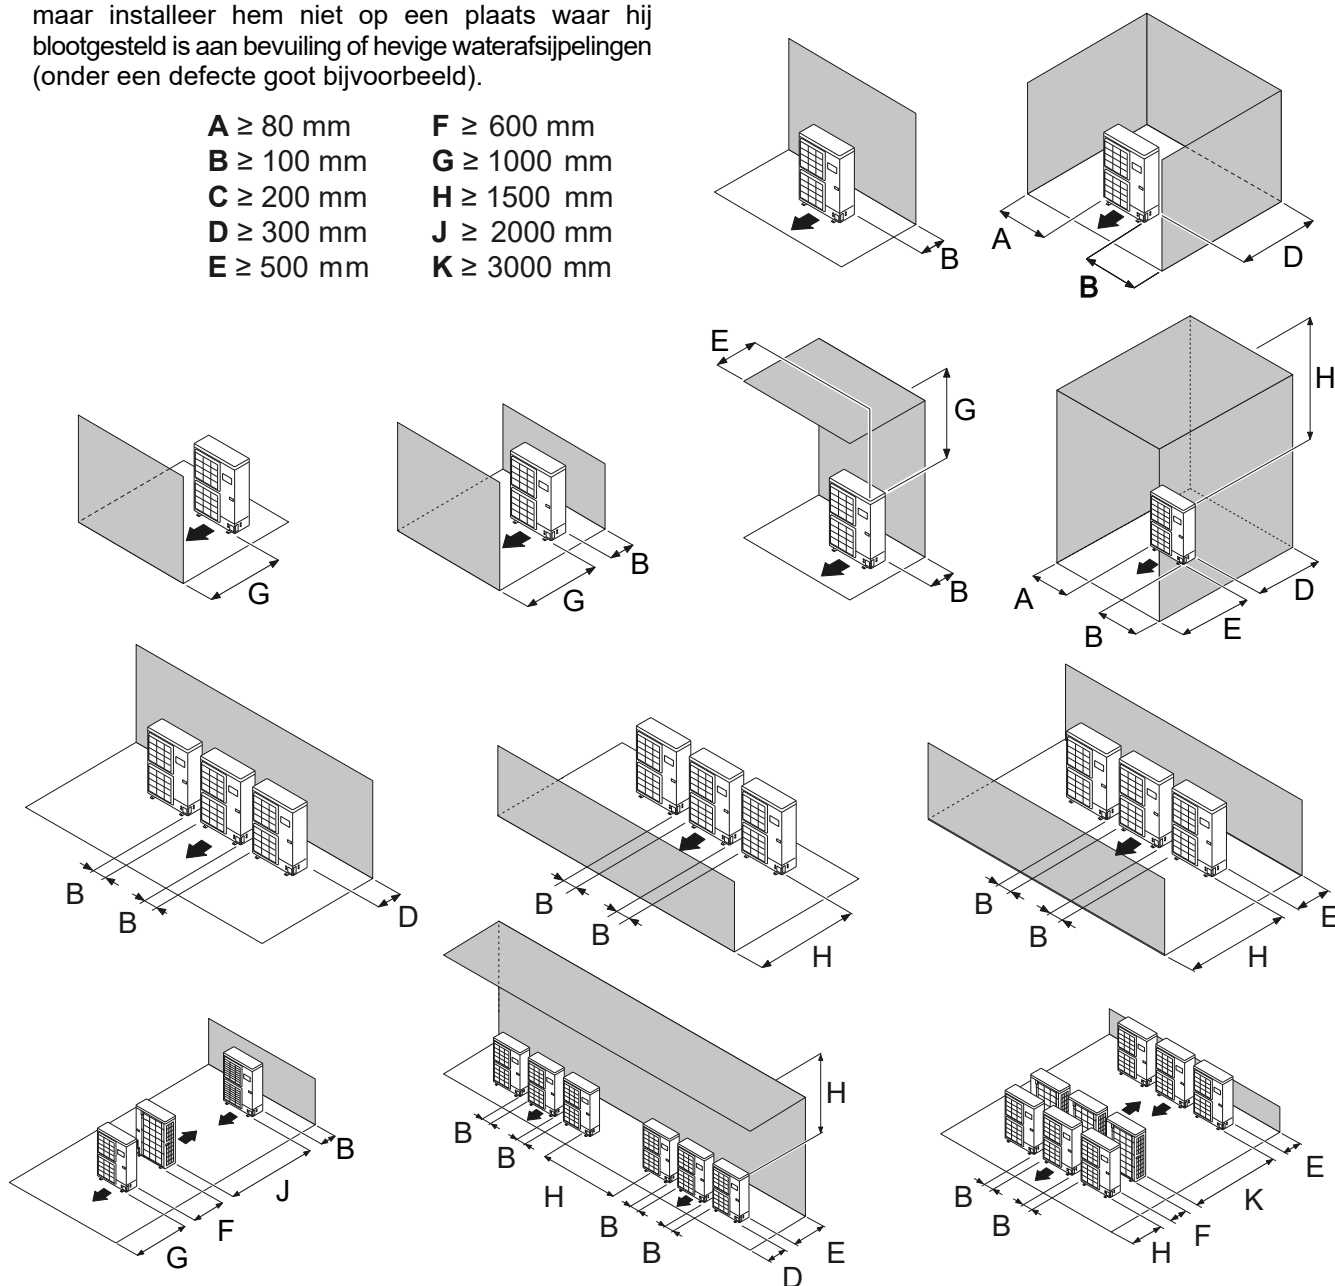 maar installeer hem niet op een plaats waar hij
blootgesteld is aan bevuiling of hevige waterafsijpelingen
(onder een defecte goot bijvoorbeeld).
A ≥ 80 mm F ≥ 600 mm
B ≥ 100 mm G ≥ 1000 mm
C ≥ 200 mm H ≥ 1500 mm
D ≥ 300 mm J ≥ 2000 mm
E ≥ 500 mm K ≥ 3000 mm
B
A B D
G
G B
E G B
H A B E D
B B D
B B H
B B H E
B J F G
H B B H B B D E
B B H F K E